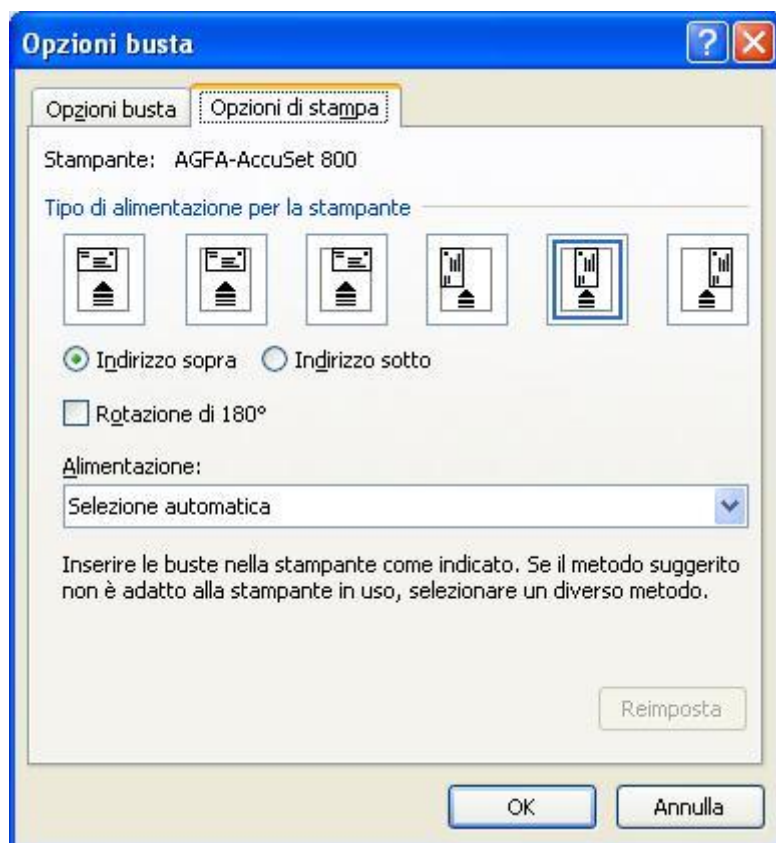 Opzioni busta
Opzioni busta Opzioni di stampa
Stampante: AGFA-AccuSet 800
Tipo di alimentazione per la stampante
Indirizzo sopra Indirizzo sotto
Rotazione di 180°
Alimentazione:
Selezione automatica
Inserire le buste nella stampante come indicato. Se il metodo suggerito
non è adatto alla stampante in uso, selezionare un diverso metodo.
Reimposta
OK Annulla